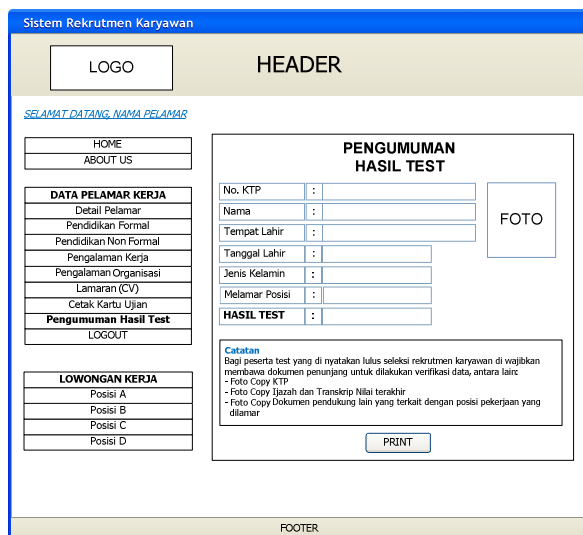 Sistem Rekrutmen Karyawan
LOGO
HEADER
SELAMAT DATANG, NAMA PELAMAR
HOME
ABOUT US
DATA PELAMAR KERJA
Detail Pelamar
Pendidikan Formal
Pendidikan Non Formal
Pengalaman Kerja
Pengalaman Organisasi
Lamaran (CV)
Cetak Kartu Ujian
Pengumuman Hasil Test
LOGOUT
LOWONGAN KERJA
Posisi A
Posisi B
Posisi C
Posisi D
PENGUMUMAN
HASIL TEST
No. KTP :
Nama :
Tempat Lahir :
Tanggal Lahir :
Jenis Kelamin :
Melamar Posisi :
HASIL TEST :
FOTO
Catatan
Bagi peserta test yang di nyatakan lulus seleksi rekrutmen karyawan di wajibkan
membawa dokumen penunjang untuk dilakukan verifikasi data, antara lain:
- Foto Copy KTP
- Foto Copy Ijazah dan Transkrip Nilai terakhir
- Foto Copy Dokumen pendukung lain yang terkait dengan posisi pekerjaan yang
dilamar
PRINT
FOOTER